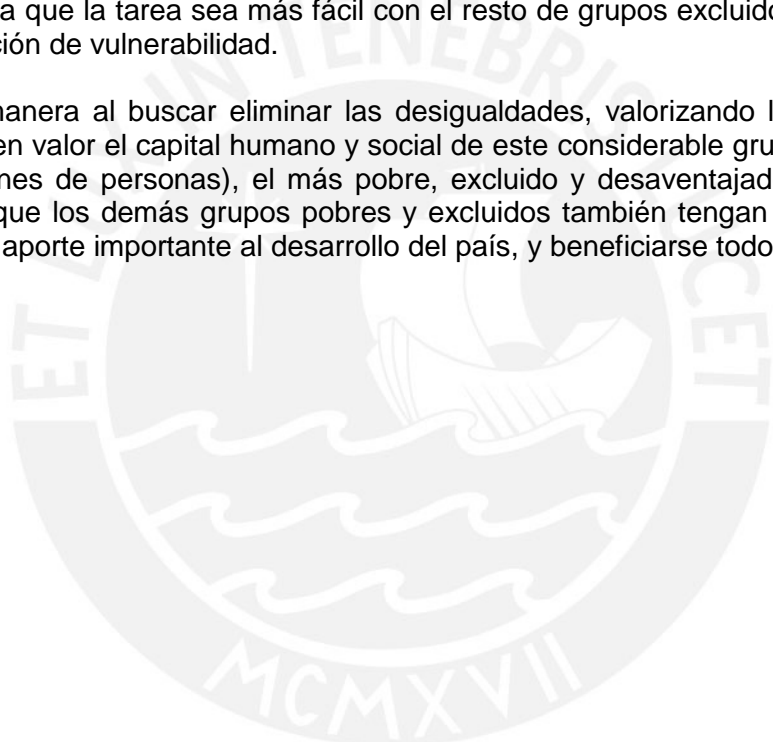 a que la tarea sea más fácil con el resto de grupos excluido
ción de vulnerabilidad.
manera al buscar eliminar las desigualdades, valorizando l
en valor el capital humano y social de este considerable gru
nes de personas), el más pobre, excluido y desaventajad
que los demás grupos pobres y excluidos también tengan
aporte importante al desarrollo del país, y beneficiarse todo
ET LUX IN TENEBRIS LUCET
MCMXVII